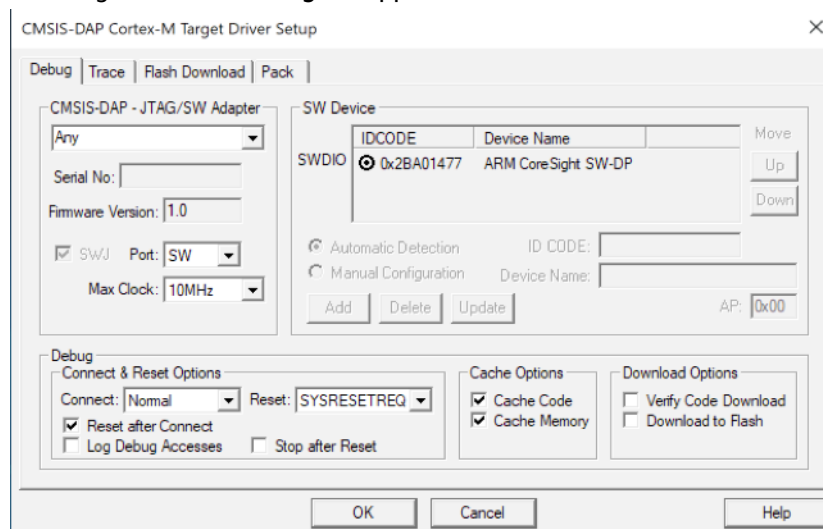 CMSIS-DAP Cortex-M Target Driver Setup
Debug Trace Flash Download Pack
CMSIS-DAP - JTAG/SW Adapter
Any
Serial No:
Firmware Version: 1.0
SWJ Port: SW
Max Clock: 10MHz
SW Device
IDCODE Device Name
SWDIO 0x2BA01477 ARM CoreSight SW-DP
Move
Up
Down
Automatic Detection ID CODE:
Manual Configuration Device Name:
Add Delete Update AP: 0x00
Debug
Connect & Reset Options
Connect: Normal Reset: SYSRESETREQ
Reset after Connect
Log Debug Accesses Stop after Reset
Cache Options
Cache Code
Cache Memory
Download Options
Verify Code Download
Download to Flash
OK Cancel Help